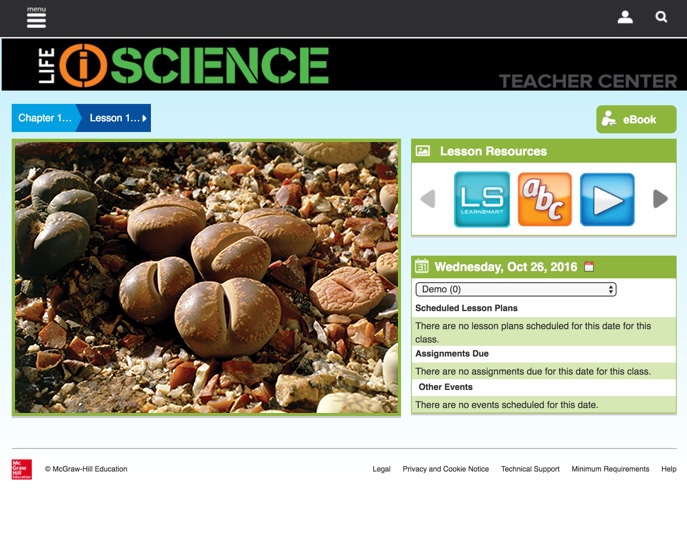 menu
LIFE iSCIENCE
TEACHER CENTER
Chapter 1...
Lesson 1...
eBook
Lesson Resources
LS
LEARNSMART
abc
31
Wednesday, Oct 26, 2016
Demo (0)
Scheduled Lesson Plans
There are no lesson plans scheduled for this date for this
class.
Assignments Due
There are no assignments due for this date for this class.
Other Events
There are no events scheduled for this date.
Mc
Graw
Hill
Education
© McGraw-Hill Education
Legal
Privacy and Cookie Notice
Technical Support
Minimum Requirements
Help